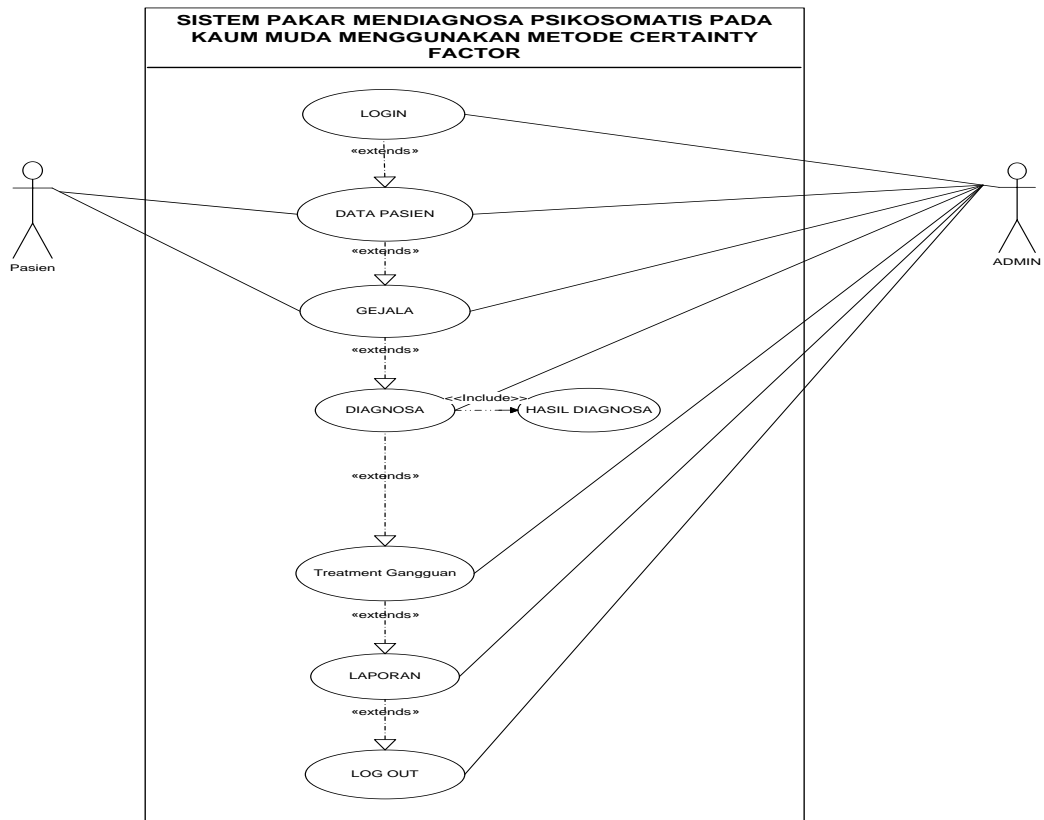 SISTEM PAKAR MENDIAGNOSA PSIKOSOMATIS PADA
KAUM MUDA MENGGUNAKAN METODE CERTAINTY
FACTOR
LOGIN
«extends»
DATA PASIEN
«extends»
Pasien
ADMIN
GEJALA
«extends»
<<Include>>
DIAGNOSA
HASIL DIAGNOSA
«extends»
Treatment Gangguan
«extends»
LAPORAN
«extends»
LOG OUT